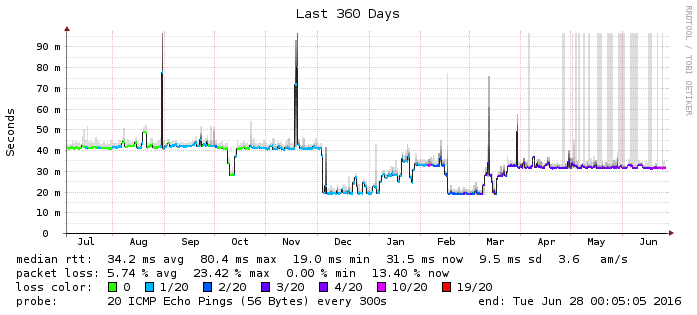 Last 360 Days
RRDTOOL / TOBI OETIKER
Seconds
90 m
80 m
70 m
60 m
50 m
40 m
30 m
20 m
10 m
0
Jul Aug Sep Oct Nov Dec Jan Feb Mar Apr May Jun
median rtt: 34.2 ms avg 80.4 ms max 19.0 ms min 31.5 ms now 9.5 ms sd 3.6 am/s
packet loss: 5.74 % avg 23.42 % max 0.00 % min 13.40 % now
loss color: 0 1/20 2/20 3/20 4/20 10/20 19/20
probe: 20 ICMP Echo Pings (56 Bytes) every 300s end: Tue Jun 28 00:05:05 2016